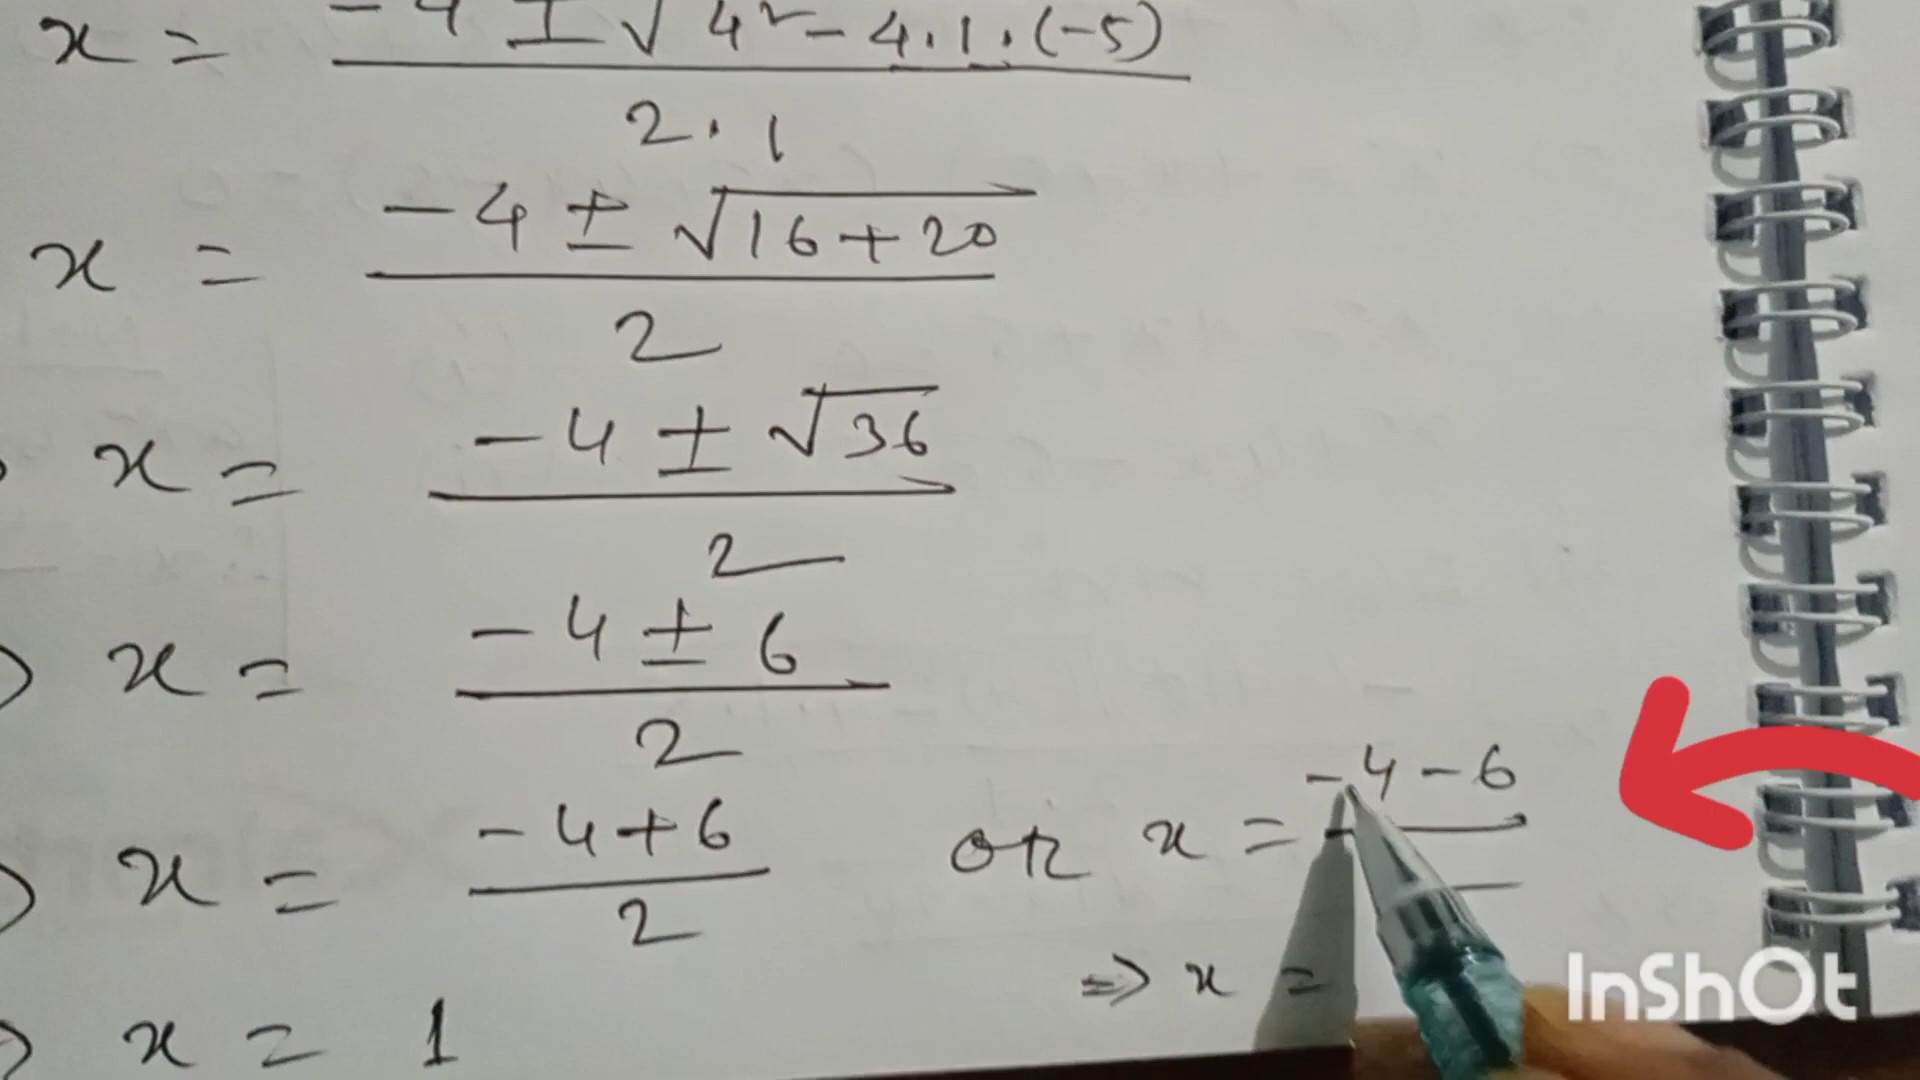 x = -4 ± √4² - 4.1.(-5)
2.1
x = -4 ± √16+20
2
x = -4 ± √36
2
x = -4 ± 6
2
x = -4+6
2
or x = -4-6
⇒ x =
x = 1
InShOt